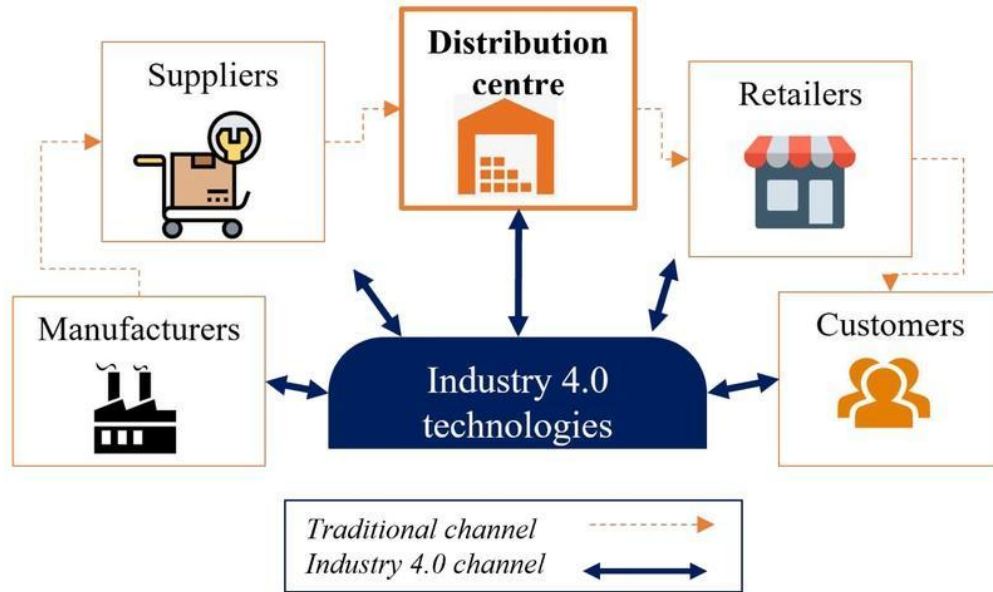 Suppliers
Distribution
centre
Retailers
Manufacturers
Industry 4.0
technologies
Customers
Traditional channel
Industry 4.0 channel